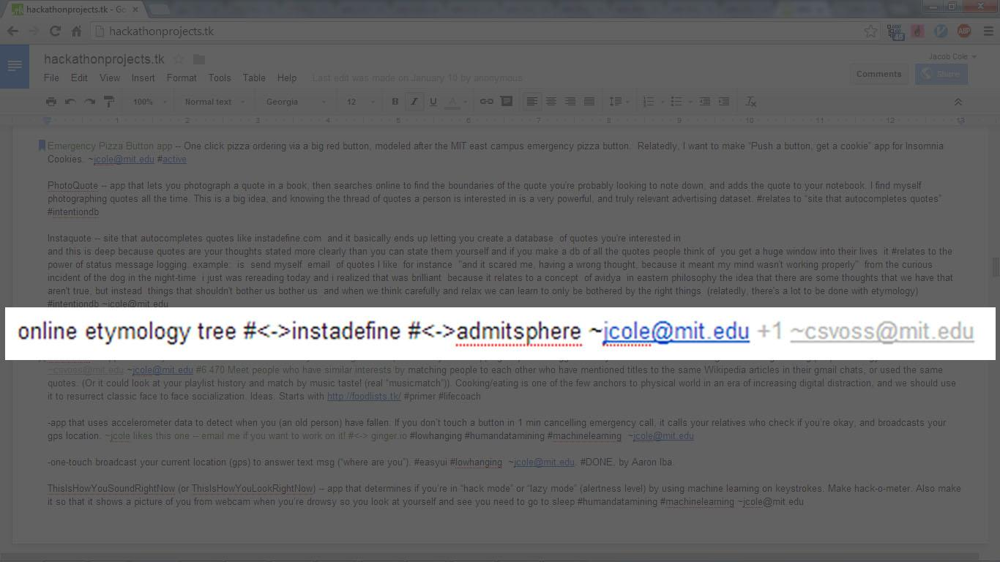 hackathonprojects.tk - Go
hackathonprojects.tk
hackathonprojects.tk
Jacob Cole
File Edit View Insert Format Tools Table Help Last edit was made on January 10 by anonymous
Comments Share
100% Normal text Georgia 12 B I U A
1 2 3 4 5 6 7 8 9 10 11 12 13
Emergency Pizza Button app -- One click pizza ordering via a big red button, modeled after the MIT east campus emergency pizza button. Relatedly, I want to make "Push a button, get a cookie" app for Insomnia
Cookies. ~jcole@mit.edu #active
PhotoQuote -- app that lets you photograph a quote in a book, then searches online to find the boundaries of the quote you're probably looking to note down, and adds the quote to your notebook. I find myself
photographing quotes all the time. This is a big idea, and knowing the thread of quotes a person is interested in is a very powerful, and truly relevant advertising dataset. #relates to "site that autocompletes quotes"
#intentiondb
Instaquote -- site that autocompletes quotes like instadefine.com and it basically ends up letting you create a database of quotes you're interested in
and this is deep because quotes are your thoughts stated more clearly than you can state them yourself and if you make a db of all the quotes people think of you get a huge window into their lives it #relates to the
power of status message logging. example: is send myself email of quotes I like for instance "and it scared me, having a wrong thought, because it meant my mind wasn't working properly" from the curious
incident of the dog in the night-time i just was rereading today and i realized that was brilliant because it relates to a concept of avidya in eastern philosophy the idea that there are some thoughts that we have that
aren't true, but instead things that shouldn't bother us bother us and when we think carefully and relax we can learn to only be bothered by the right things (relatedly, there's a lot to be done with etymology)
#intentiondb ~jcole@mit.edu
online etymology tree #<->instadefine #<->admitsphere ~jcole@mit.edu +1 ~csvoss@mit.edu
~csvoss@mit.edu ~jcole@mit.edu #6.470 Meet people who have similar interests by matching people to each other who have mentioned titles to the same Wikipedia articles in their gmail chats, or used the same
quotes. (Or it could look at your playlist history and match by music taste! (real "musicmatch")). Cooking/eating is one of the few anchors to physical world in an era of increasing digital distraction, and we should use
it to resurrect classic face to face socialization. Ideas. Starts with http://foodlists.tk/ #primer #lifecoach
-app that uses accelerometer data to detect when you (an old person) have fallen. If you don't touch a button in 1 min cancelling emergency call, it calls your relatives who check if you're okay, and broadcasts your
gps location. ~jcole likes this one -- email me if you want to work on it! #<-> ginger.io #lowhanging #humandatamining #machinelearning ~jcole@mit.edu
-one-touch broadcast your current location (gps) to answer text msg ("where are you"). #easyui #lowhanging ~jcole@mit.edu. #DONE, by Aaron Iba.
ThisIsHowYouSoundRightNow (or ThisIsHowYouLookRightNow) -- app that determines if you're in "hack mode" or "lazy mode" (alertness level) by using machine learning on keystrokes. Make hack-o-meter. Also make
it so that it shows a picture of you from webcam when you're drowsy so you look at yourself and see you need to go to sleep #humandatamining #machinelearning ~jcole@mit.edu